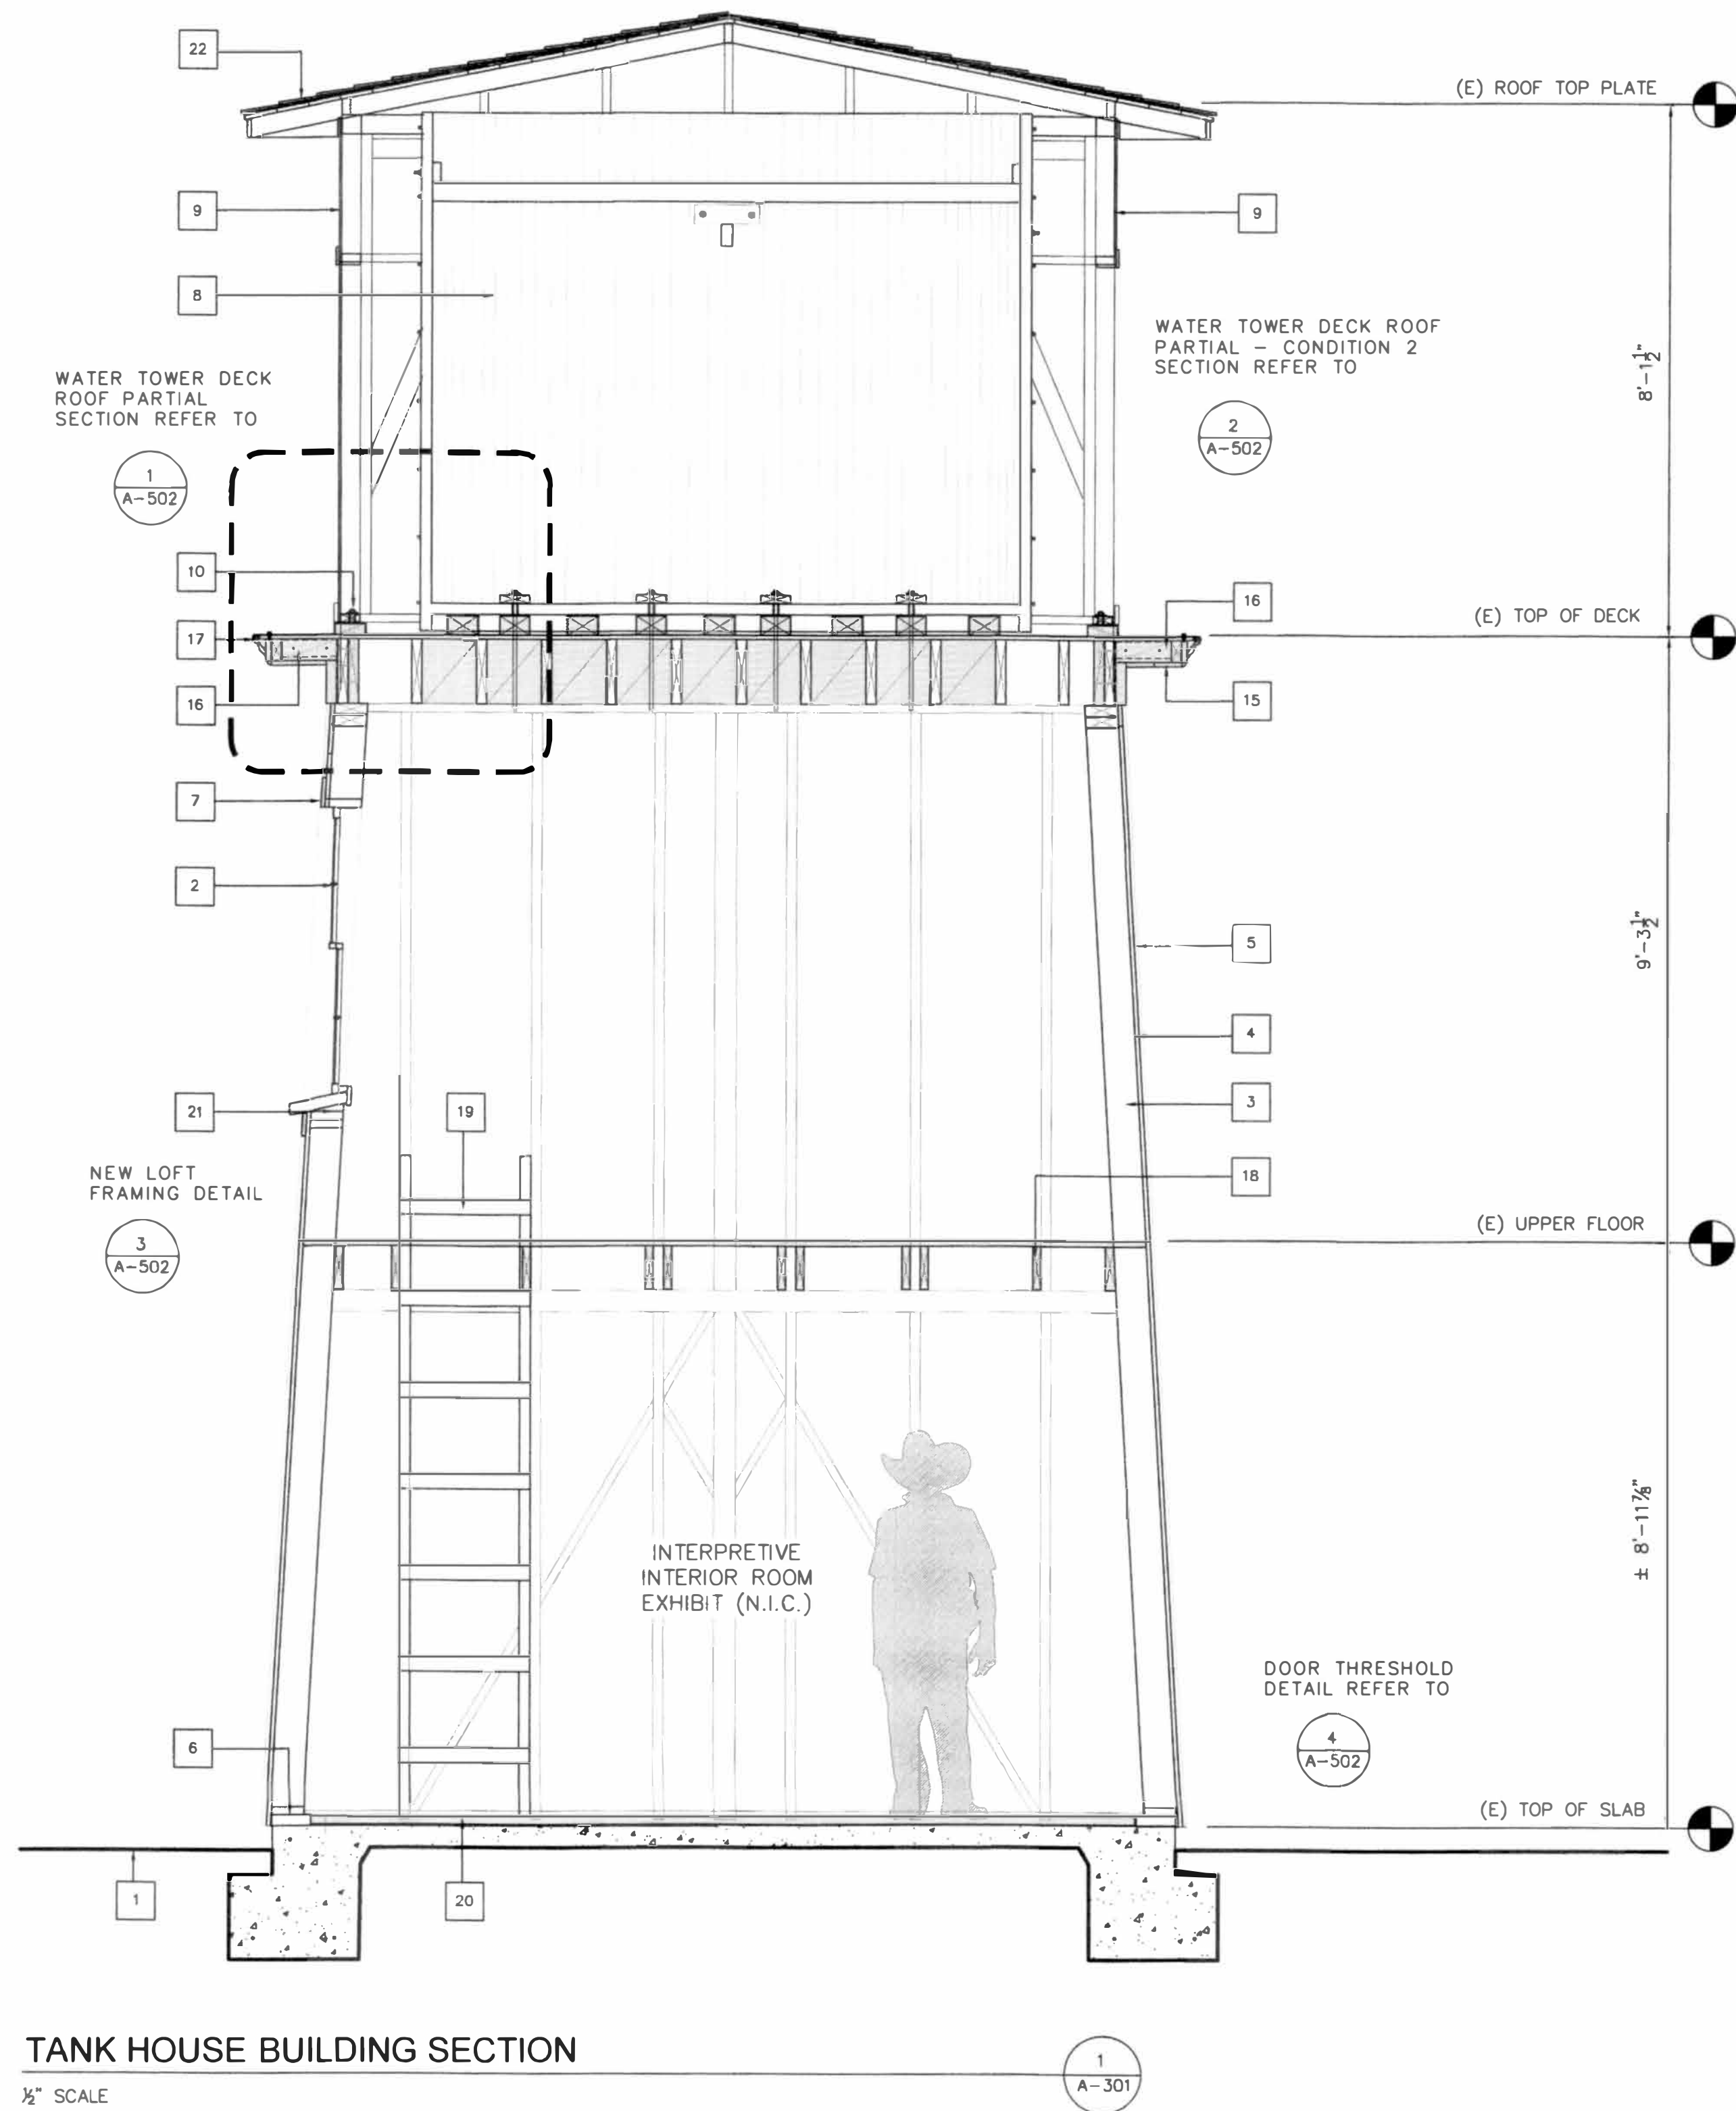 22
(E) ROOF TOP PLATE
9
9
8
WATER TOWER DECK ROOF
PARTIAL – CONDITION 2
SECTION REFER TO
2
A-502
8'-1½"
WATER TOWER DECK
ROOF PARTIAL
SECTION REFER TO
1
A-502
10
16
17
(E) TOP OF DECK
16
15
7
2
5
9'-3½"
4
21
19
3
NEW LOFT
FRAMING DETAIL
3
A-502
18
(E) UPPER FLOOR
± 8'-11⅞"
INTERPRETIVE
INTERIOR ROOM
EXHIBIT (N.I.C.)
DOOR THRESHOLD
DETAIL REFER TO
4
A-502
6
(E) TOP OF SLAB
1
20
TANK HOUSE BUILDING SECTION
½" SCALE
1
A-301